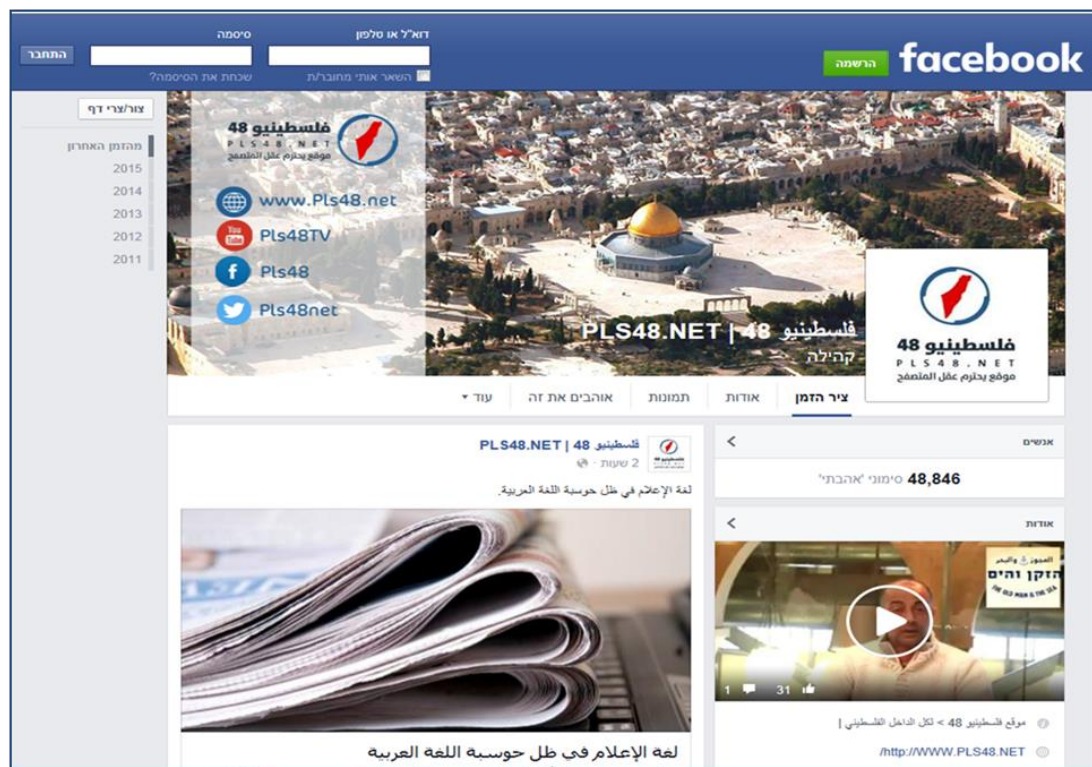 facebook
הרשמה
דוא"ל או טלפון
סיסמה
התחבר
השאר אותי מחובר/ת
שכחת את הסיסמה?
צור/צרי דף
מהזמן האחרון
2015
2014
2013
2012
2011
فلسطينيو 48
PLS48.NET
موقع يحترم عقل المتصفح
www.Pls48.net
You Tube
Pls48TV
Pls48
Pls48net
فلسطينيو 48 | PLS48.NET
קהילה
فلسطينيو 48
PLS48.NET
موقع يحترم عقل المتصفح
ציר הזמן
אודות
תמונות
אוהבים את זה
עוד
אנשים
48,846 סימוני 'אהבתי'
אודות
العجوز والبحر
הזקן והים
THE OLD MAN & THE SEA
31
1
موقع فلسطينيو 48 > لكل الداخل الفلسطيني |
/http://WWW.PLS48.NET
فلسطينيو 48 | PLS48.NET
2 שעות ·
لغة الإعلام في ظل حوسبة اللغة العربية.
لغة الإعلام في ظل حوسبة اللغة العربية